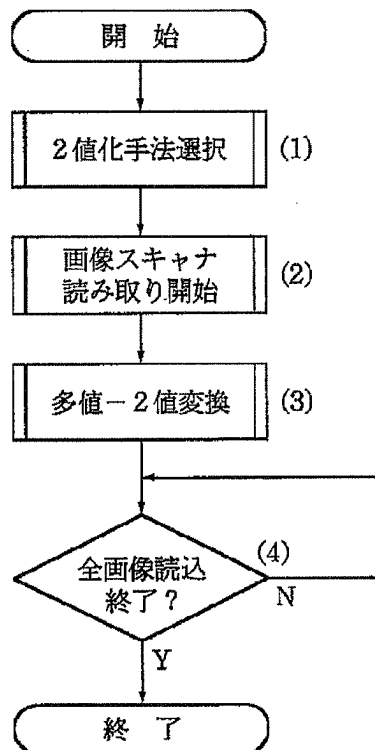 開 始
2値化手法選択 (1)
画像スキャナ
読み取り開始 (2)
多値－2値変換 (3)
(4)
全画像読込
終了?
N
Y
終 了